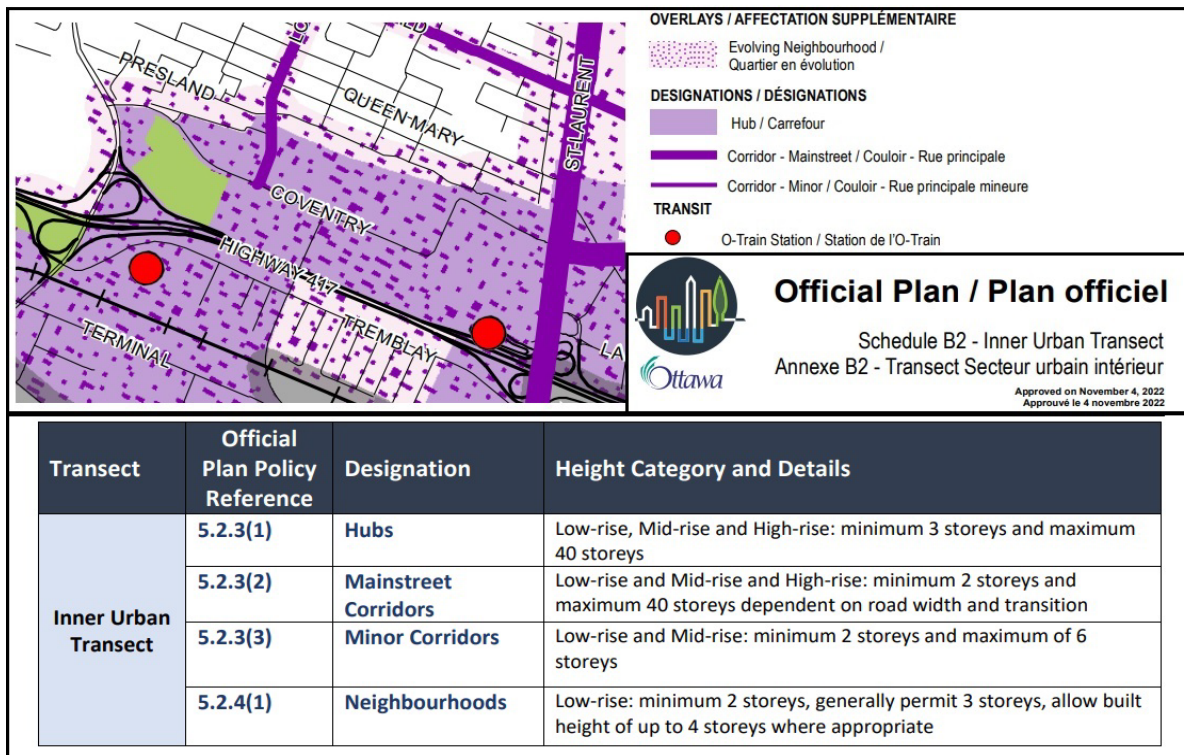 PRESLAND
QUEEN MARY
ST-LAURENT
COVENTRY
HIGHWAY 417
TREMBLAY
TERMINAL
LA
OVERLAYS / AFFECTATION SUPPLÉMENTAIRE
Evolving Neighbourhood /
Quartier en évolution
DESIGNATIONS / DÉSIGNATIONS
Hub / Carrefour
Corridor - Mainstreet / Couloir - Rue principale
Corridor - Minor / Couloir - Rue principale mineure
TRANSIT
O-Train Station / Station de l'O-Train
Official Plan / Plan officiel
Schedule B2 - Inner Urban Transect
Annexe B2 - Transect Secteur urbain intérieur
Approved on November 4, 2022
Approuvé le 4 novembre 2022
Ottawa
Transect
Official
Plan Policy
Reference
Designation
Height Category and Details
Inner Urban
Transect
5.2.3(1)
Hubs
Low-rise, Mid-rise and High-rise: minimum 3 storeys and maximum
40 storeys
5.2.3(2)
Mainstreet
Corridors
Low-rise and Mid-rise and High-rise: minimum 2 storeys and
maximum 40 storeys dependent on road width and transition
5.2.3(3)
Minor Corridors
Low-rise and Mid-rise: minimum 2 storeys and maximum of 6
storeys
5.2.4(1)
Neighbourhoods
Low-rise: minimum 2 storeys, generally permit 3 storeys, allow built
height of up to 4 storeys where appropriate